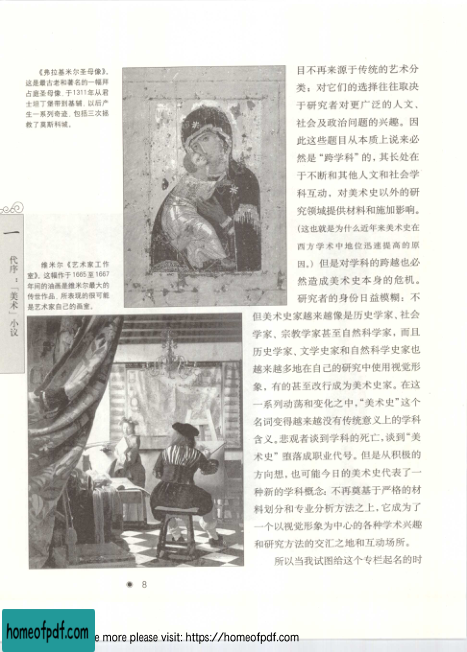 《弗拉基米尔圣母像》。
这是最古老和著名的一幅拜
占庭圣母像,于1311年从君
士坦丁堡带到基辅,以后产
生一系列奇迹,包括三次拯
救了莫斯科城。
目不再来源于传统的艺术分
类;对它们的选择往往取决
于研究者对更广泛的人文、
社会及政治问题的兴趣。因
此这些题目从本质上说来必
然是“跨学科”的,其长处在
于不断和其他人文和社会学
科互动,对美术史以外的研
究领域提供材料和施加影响。
(这也就是为什么近年来美术史在
西方学术中地位迅速提高的原
因。)但是对学科的跨越也必
然造成美术史本身的危机。
研究者的身份日益模糊:不
一
代序:“美术”小议
维米尔《艺术家工作
室》。这幅作于1665至1667
年间的油画是维米尔最大的
传世作品,所表现的很可能
是艺术家自己的画室。
但美术史家越来越像是历史学家、社会
学家、宗教学家甚至自然科学家,而且
历史学家、文学史家和自然科学史家也
越来越多地在自己的研究中使用视觉形
象,有的甚至改行成为美术史家。在这
一系列动荡和变化之中,“美术史”这个
名词变得越来越没有传统意义上的学科
含义。悲观者谈到学科的死亡,谈到“美
术史”堕落成职业代号。但是从积极的
方向想,也可能今日的美术史代表了一
种新的学科概念:不再奠基于严格的材
料划分和专业分析方法之上,它成为了
一个以视觉形象为中心的各种学术兴趣
和研究方法的交汇之地和互动场所。
所以当我试图给这个专栏起名的时
8
homeofpdf.com
e more please visit: https://homeofpdf.com